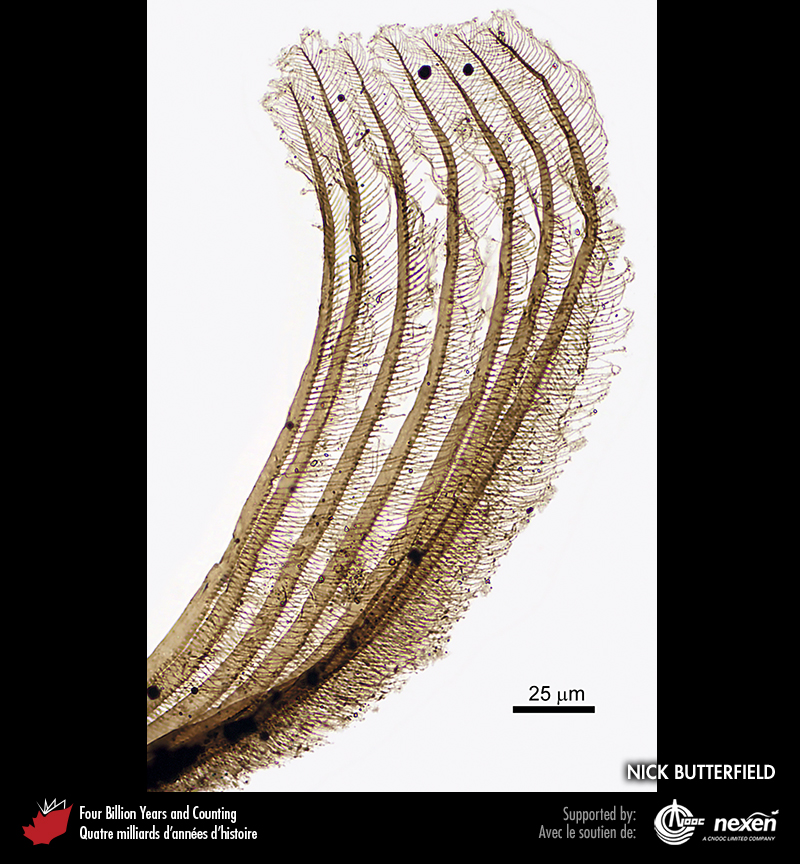 25 μm
NICK BUTTERFIELD
Four Billion Years and Counting
Quatre milliards d'années d'histoire
Supported by:
Avec le soutien de:
CNOOC
nexen
A CNOOC LIMITED COMPANY